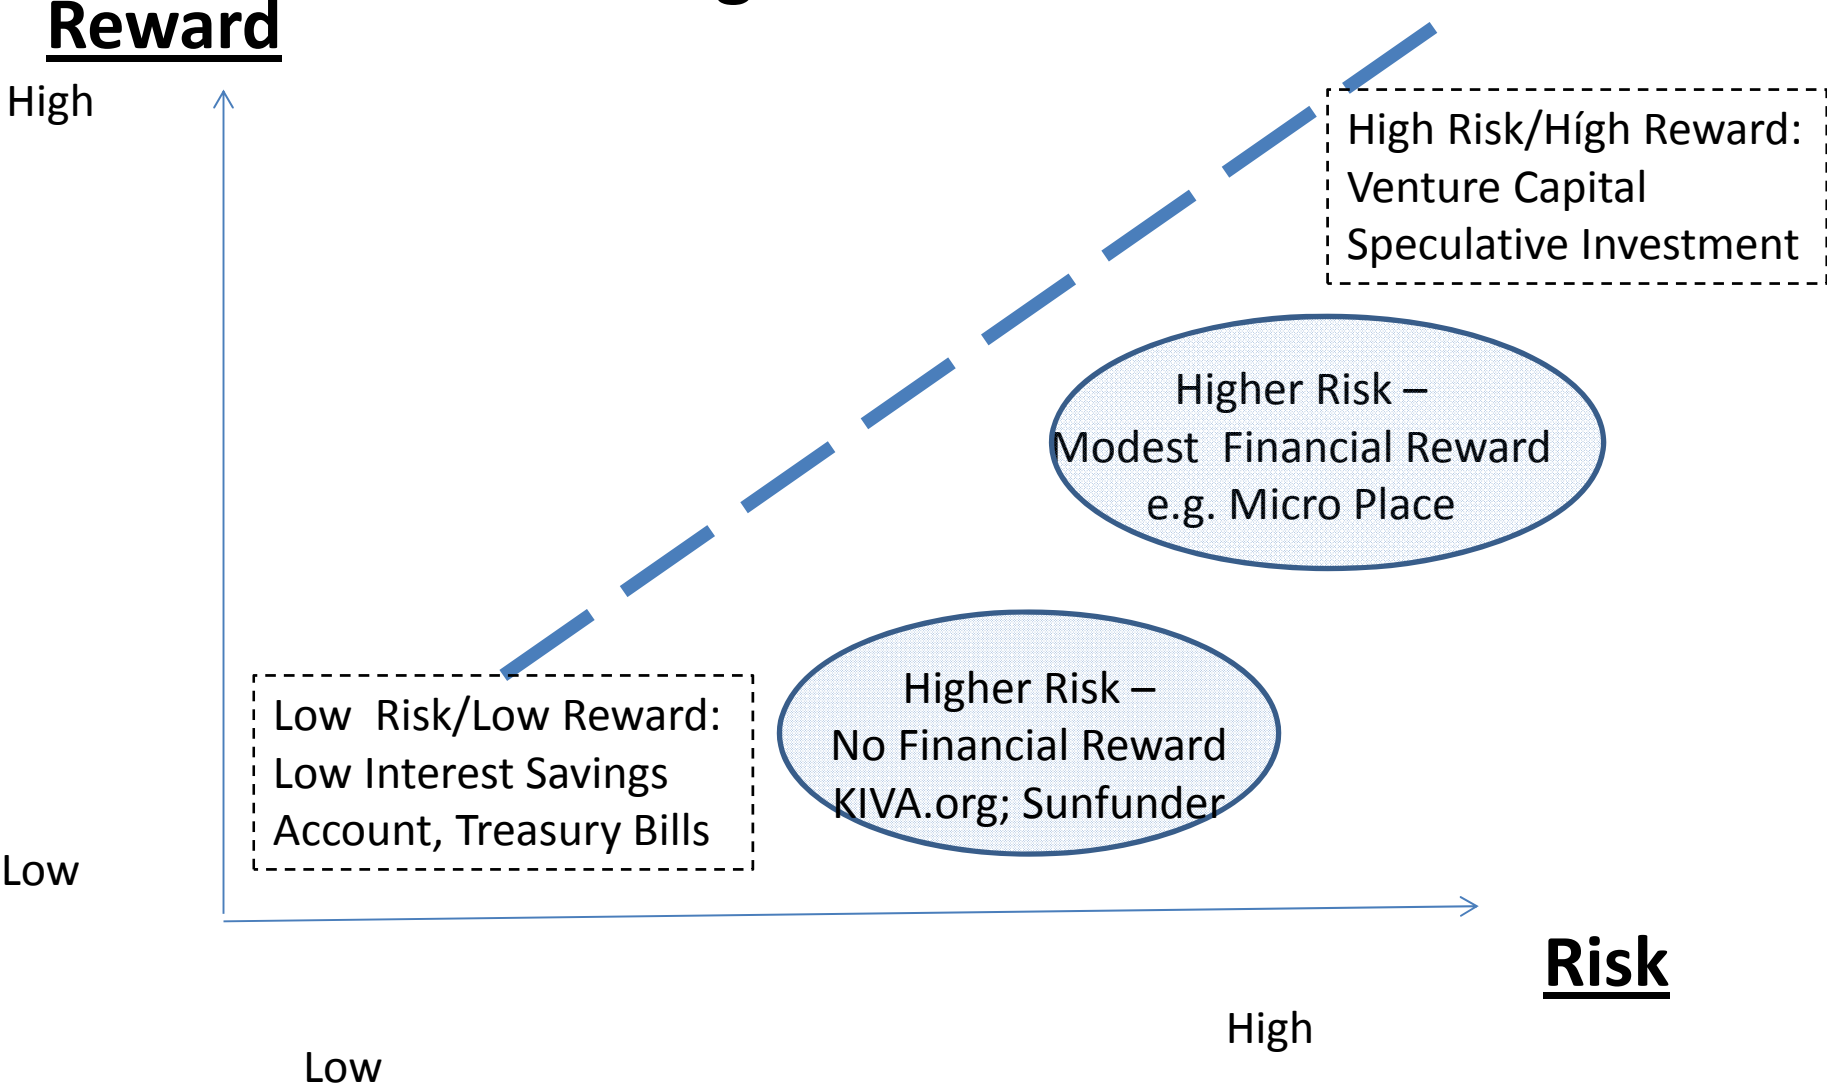 Reward
High
High Risk/Hígh Reward:
Venture Capital
Speculative Investment
Higher Risk –
Modest  Financial Reward
e.g. Micro Place
Higher Risk –
No Financial Reward
KIVA.org; Sunfunder
Low  Risk/Low Reward:
Low Interest Savings
Account, Treasury Bills
Low
Risk
High
Low